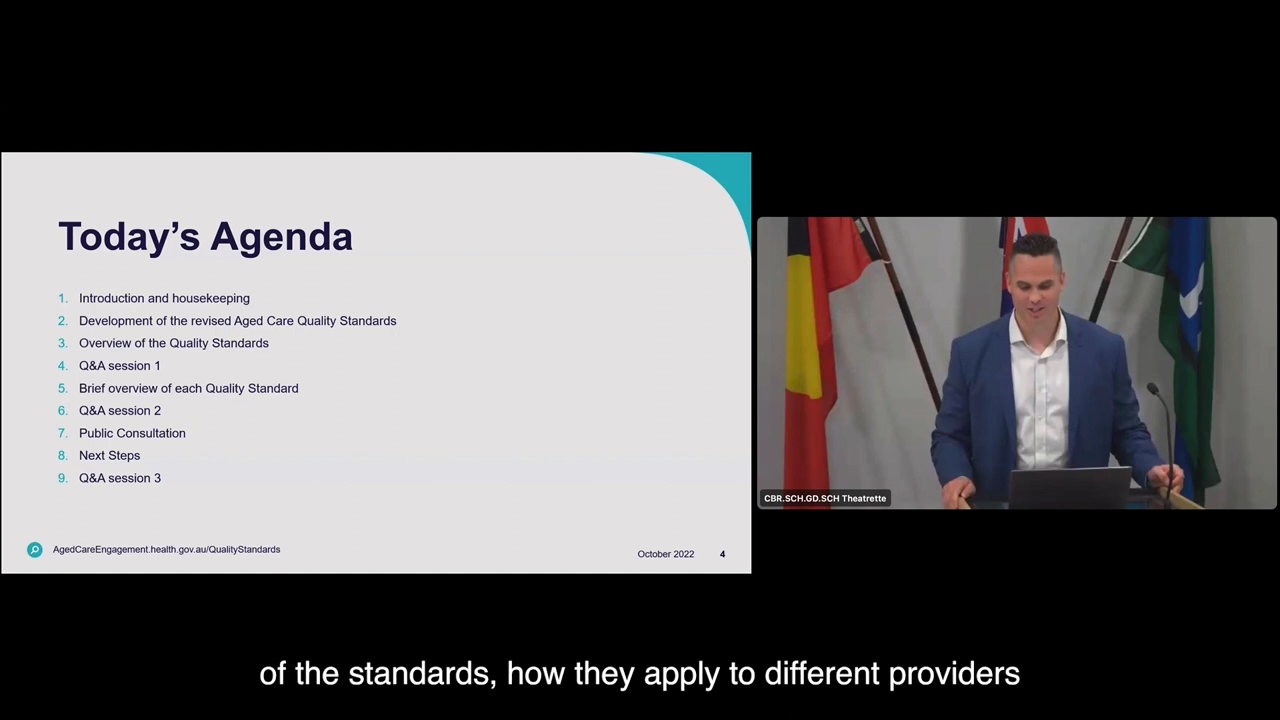 Today's Agenda
1. Introduction and housekeeping
2. Development of the revised Aged Care Quality Standards
3. Overview of the Quality Standards
4. Q&A session 1
5. Brief overview of each Quality Standard
6. Q&A session 2
7. Public Consultation
8. Next Steps
9. Q&A session 3
AgedCareEngagement.health.gov.au/QualityStandards
October 2022 4
CBR.SCH.GD.SCH Theatrette
of the standards, how they apply to different providers